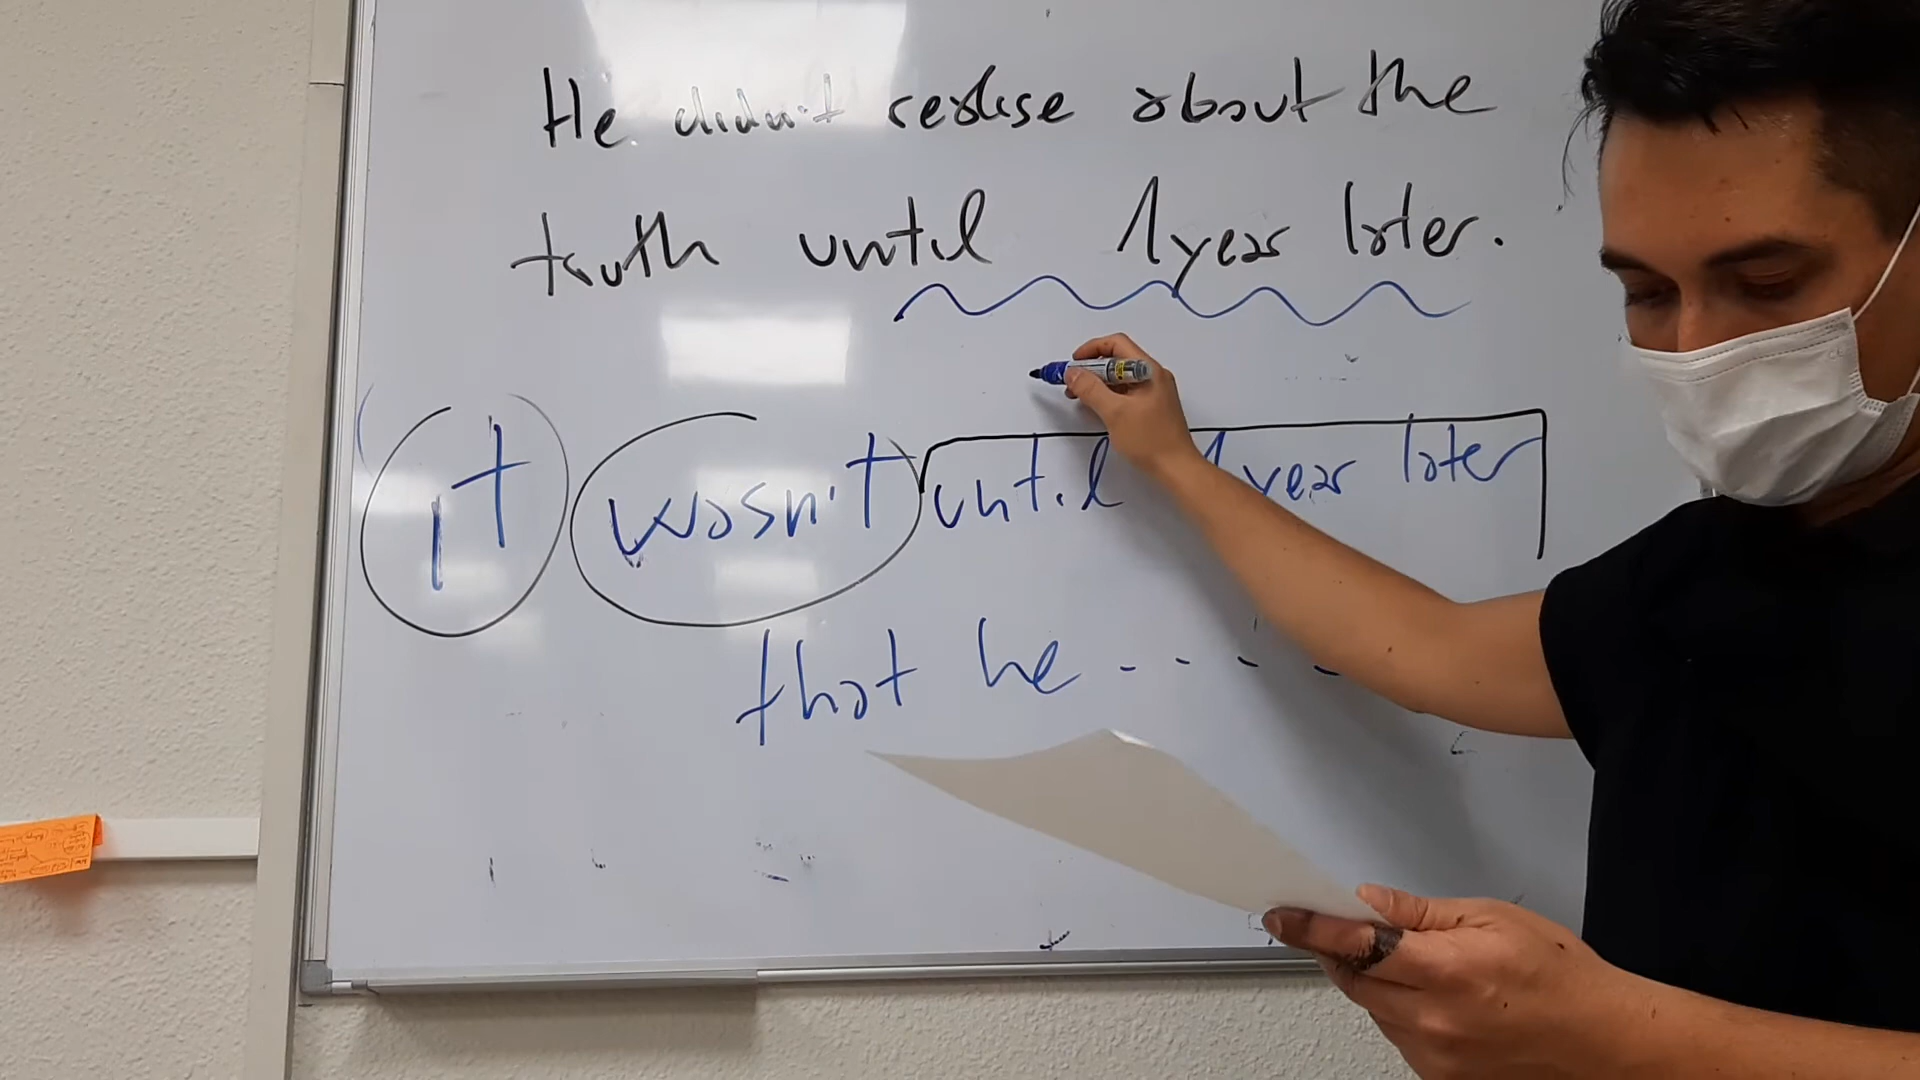 He didn't realise about the
truth until 1 year later.
it wasn't until 1 year later
that he - - - -